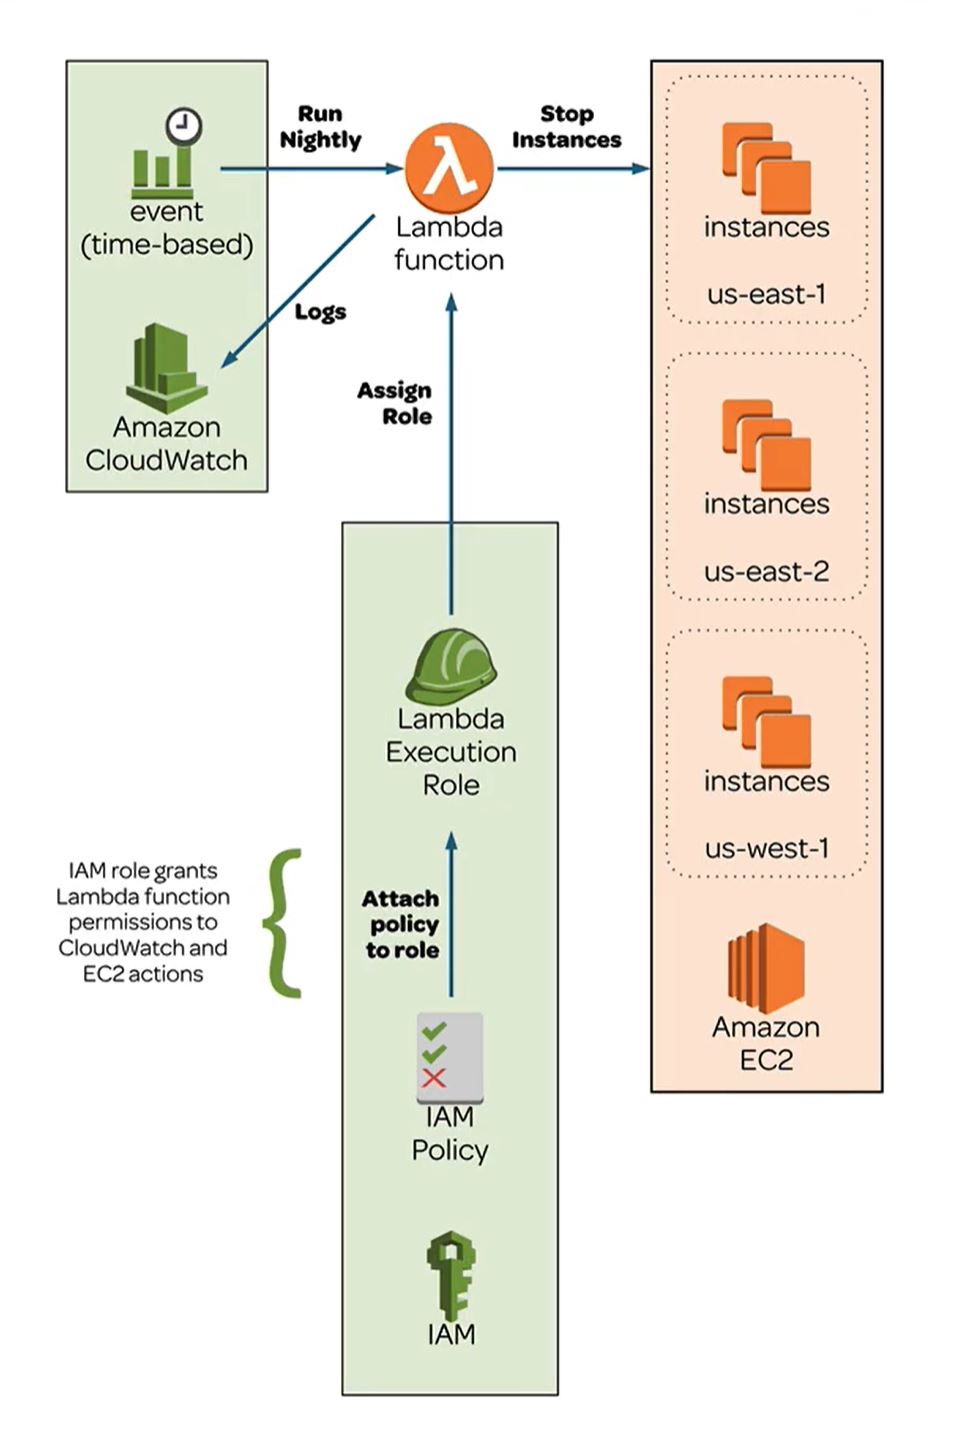 Run
Nightly
Stop
Instances
event
(time-based)
Lambda
function
instances
us-east-1
Logs
Amazon
CloudWatch
Assign
Role
instances
us-east-2
Lambda
Execution
Role
instances
us-west-1
IAM role grants
Lambda function
permissions to
CloudWatch and
EC2 actions
Attach
policy
to role
Amazon
EC2
IAM
Policy
IAM